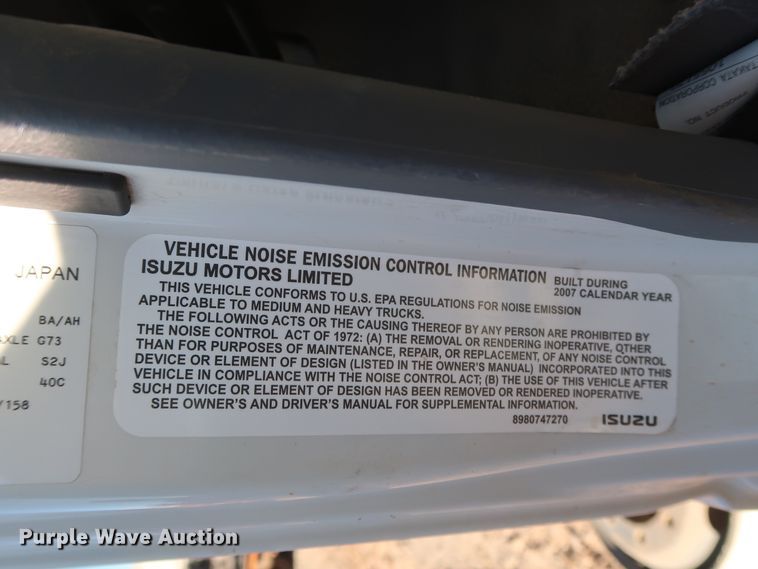 TAKATA CORPORATION
PRODUCT NO.
JAPAN
BA/AH
AXLE G73
S2J
40C
/158
VEHICLE NOISE EMISSION CONTROL INFORMATION
ISUZU MOTORS LIMITED
BUILT DURING
2007 CALENDAR YEAR
THIS VEHICLE CONFORMS TO U.S. EPA REGULATIONS FOR NOISE EMISSION
APPLICABLE TO MEDIUM AND HEAVY TRUCKS.
THE FOLLOWING ACTS OR THE CAUSING THEREOF BY ANY PERSON ARE PROHIBITED BY
THE NOISE CONTROL ACT OF 1972: (A) THE REMOVAL OR RENDERING INOPERATIVE, OTHER
THAN FOR PURPOSES OF MAINTENANCE, REPAIR, OR REPLACEMENT, OF ANY NOISE CONTROL
DEVICE OR ELEMENT OF DESIGN (LISTED IN THE OWNER'S MANUAL) INCORPORATED INTO THIS
VEHICLE IN COMPLIANCE WITH THE NOISE CONTROL ACT; (B) THE USE OF THIS VEHICLE AFTER
SUCH DEVICE OR ELEMENT OF DESIGN HAS BEEN REMOVED OR RENDERED INOPERATIVE.
SEE OWNER'S AND DRIVER'S MANUAL FOR SUPPLEMENTAL INFORMATION.
8980747270
ISUZU
Purple Wave Auction